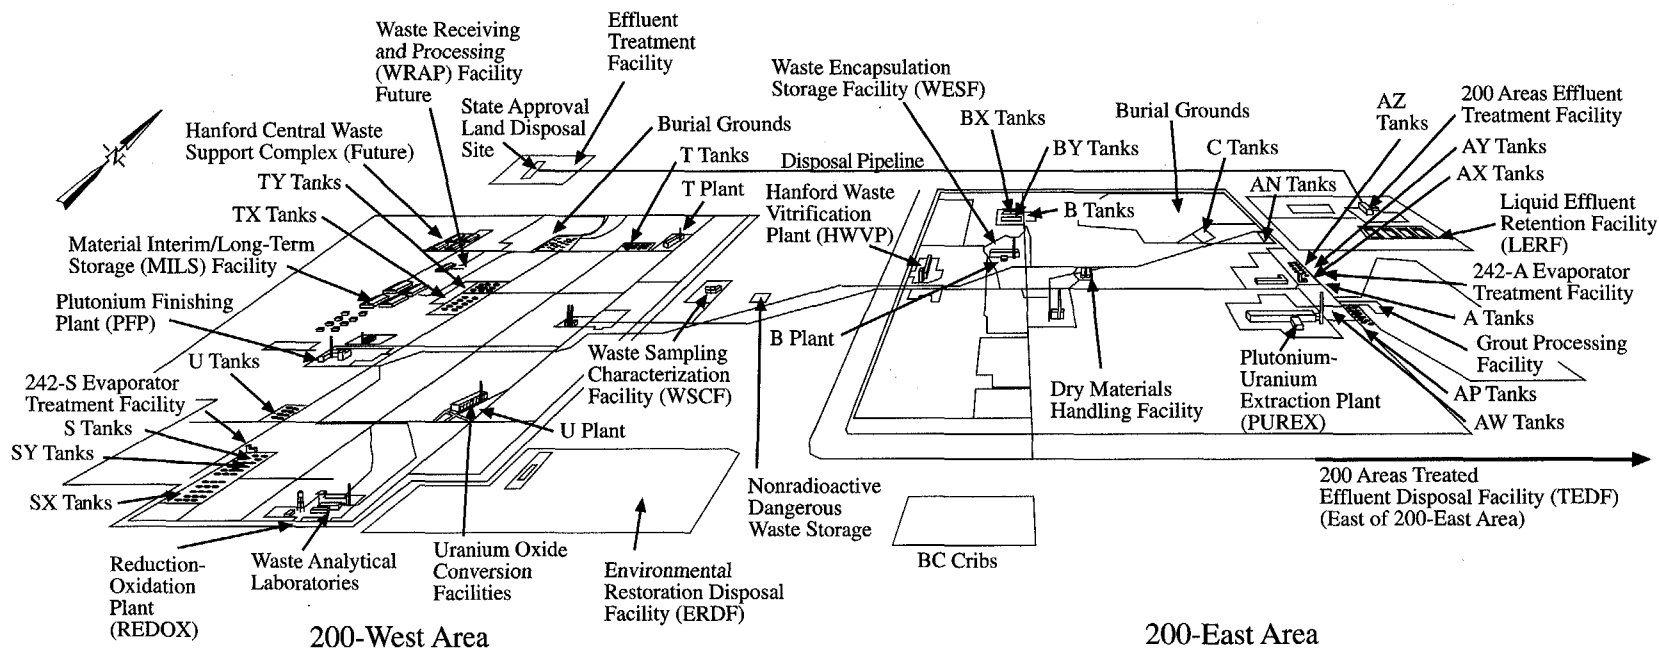 Waste Receiving
and Processing
(WRAP) Facility
Future
Effluent
Treatment
Facility
State Approval
Land Disposal
Site
Hanford Central Waste
Support Complex (Future)
Burial Grounds
TY Tanks
T Tanks
T Plant
TX Tanks
Material Interim/Long-Term
Storage (MILS) Facility
Plutonium Finishing
Plant (PFP)
U Tanks
242-S Evaporator
Treatment Facility
S Tanks
SY Tanks
SX Tanks
Reduction-
Oxidation
Plant
(REDOX)
Waste Analytical
Laboratories
Uranium Oxide
Conversion
Facilities
U Plant
Waste Sampling
Characterization
Facility (WSCF)
Environmental
Restoration Disposal
Facility (ERDF)
Nonradioactive
Dangerous
Waste Storage
200-West Area
Disposal Pipeline
Waste Encapsulation
Storage Facility (WESF)
BX Tanks
BY Tanks
Burial Grounds
C Tanks
AZ
Tanks
200 Areas Effluent
Treatment Facility
AY Tanks
AX Tanks
AN Tanks
Liquid Effluent
Retention Facility
(LERF)
Hanford Waste
Vitrification
Plant (HWVP)
B Tanks
242-A Evaporator
Treatment Facility
A Tanks
Grout Processing
Facility
AP Tanks
AW Tanks
B Plant
Dry Materials
Handling Facility
Plutonium-
Uranium
Extraction Plant
(PUREX)
200 Areas Treated
Effluent Disposal Facility (TEDF)
(East of 200-East Area)
BC Cribs
200-East Area
N